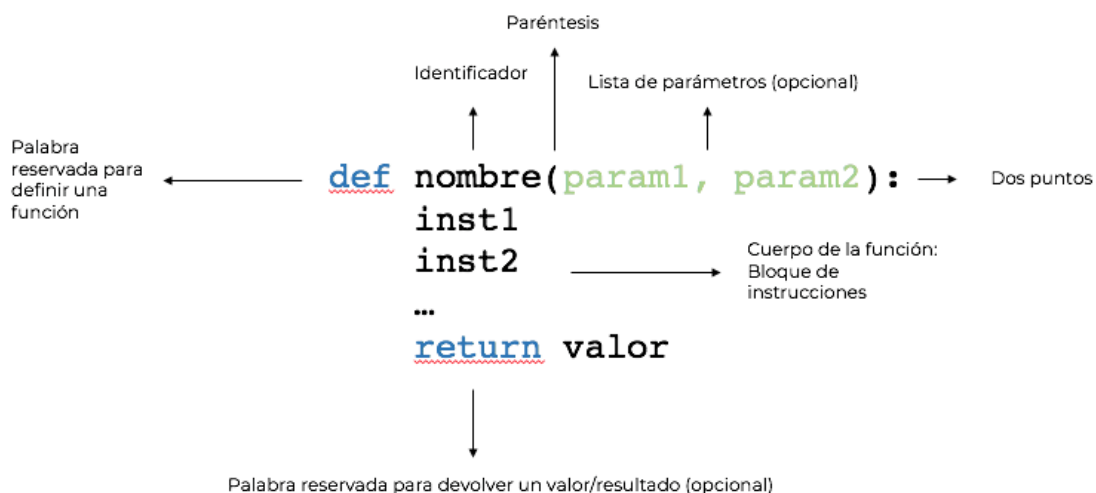 Paréntesis
Identificador
Lista de parámetros (opcional)
Palabra
reservada para
definir una
función
def nombre(param1, param2):
Dos puntos
inst1
inst2
Cuerpo de la función:
Bloque de
instrucciones
…
return valor
Palabra reservada para devolver un valor/resultado (opcional)